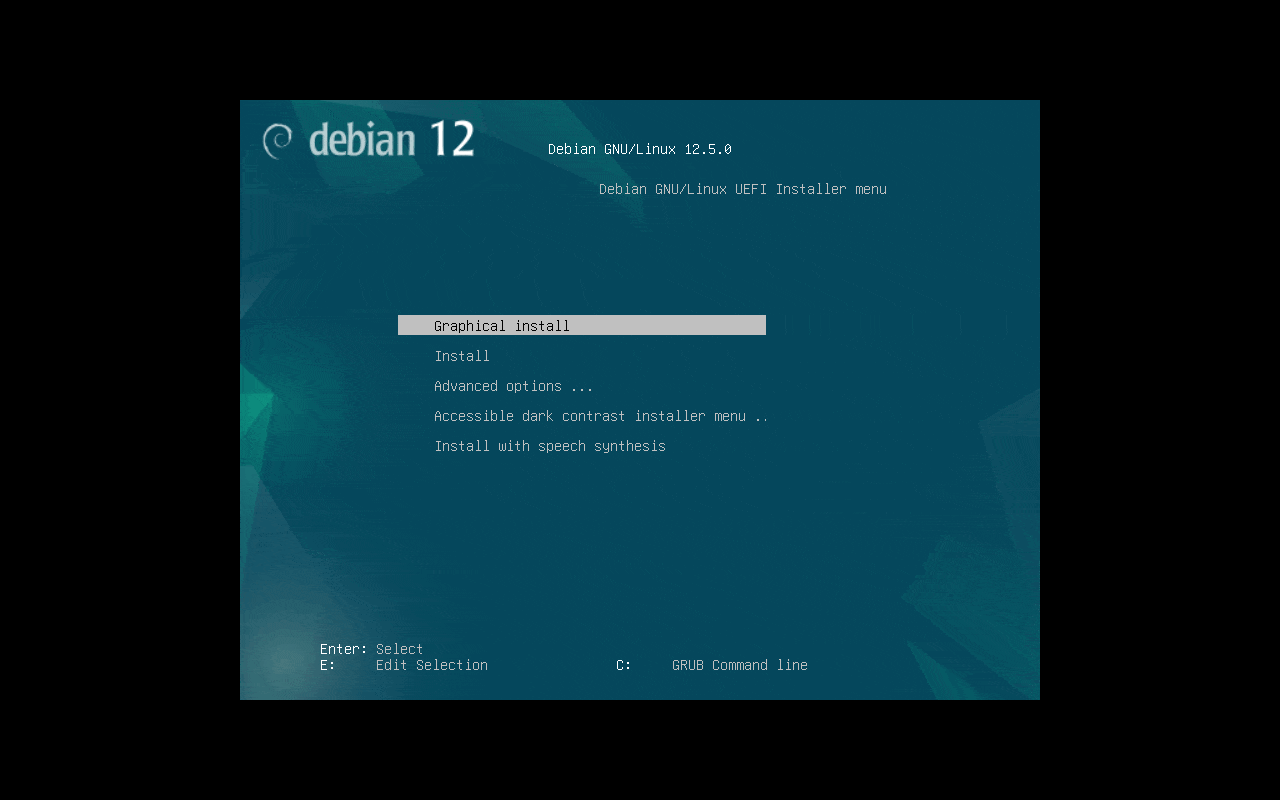 debian 12
Debian GNU/Linux 12.5.0
Debian GNU/Linux UEFI Installer menu
Graphical install
Install
Advanced options ...
Accessible dark contrast installer menu ..
Install with speech synthesis
Enter: Select
E: Edit Selection C: GRUB Command line